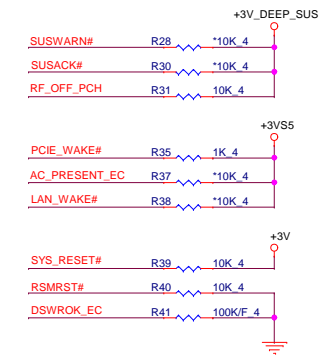 +3V_DEEP_SUS
SUSWARN# R28 *10K_4
SUSACK# R30 *10K_4
RF_OFF_PCH R31 10K_4
+3VS5
PCIE_WAKE# R35 1K_4
AC_PRESENT_EC R37 *10K_4
LAN_WAKE# R38 *10K_4
+3V
SYS_RESET# R39 10K_4
RSMRST# R40 10K_4
DSWROK_EC R41 100K/F_4